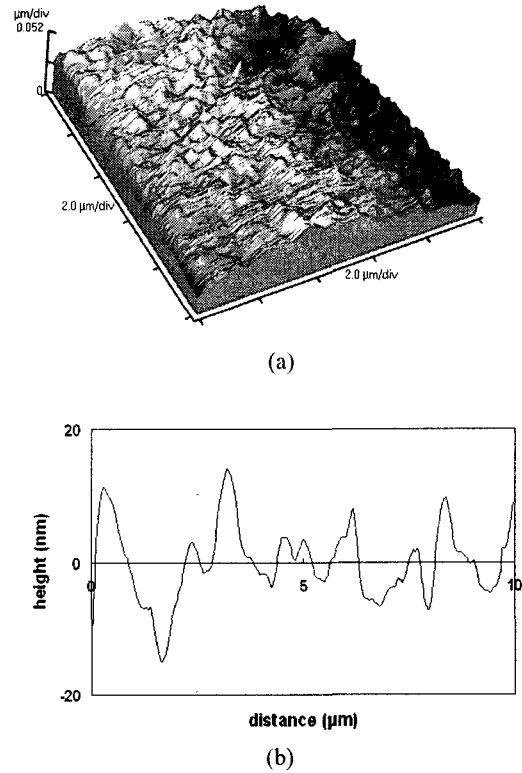 µm/div
0.052
0
2.0 µm/div
2.0 µm/div
(a)
20
height (nm)
0
0
5
10
-20
distance (µm)
(b)